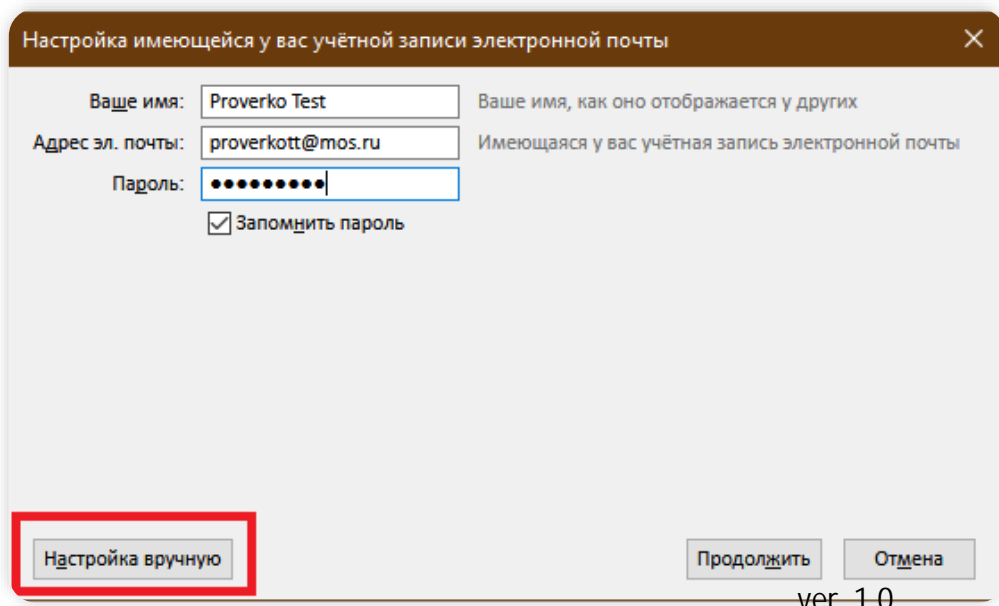 Настройка имеющейся у вас учётной записи электронной почты
Ваше имя: Proverko Test Ваше имя, как оно отображается у других
Адрес эл. почты: proverkott@mos.ru Имеющаяся у вас учётная запись электронной почты
Пароль: •••••••••
Запомнить пароль
Настройка вручную Продолжить Отмена
ver. 1.0